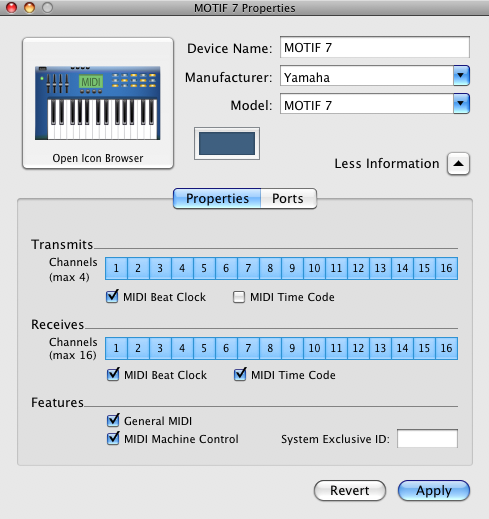 MOTIF 7 Properties
Device Name: MOTIF 7
Manufacturer: Yamaha
Model: MOTIF 7
MIDI
Open Icon Browser
Less Information
Properties Ports
Transmits
Channels 1 2 3 4 5 6 7 8 9 10 11 12 13 14 15 16
(max 4)
MIDI Beat Clock MIDI Time Code
Receives
Channels 1 2 3 4 5 6 7 8 9 10 11 12 13 14 15 16
(max 16)
MIDI Beat Clock MIDI Time Code
Features
General MIDI
MIDI Machine Control System Exclusive ID:
Revert Apply